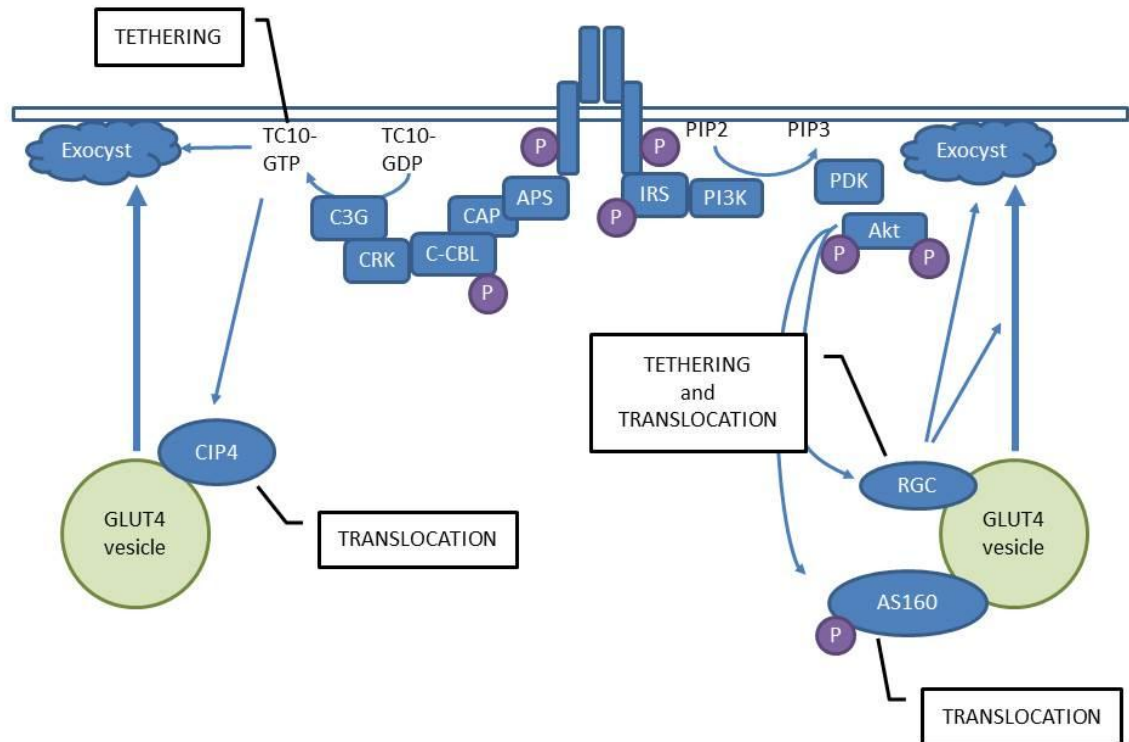 TETHERING
TC10-
GTP
TC10-
GDP
Exocyst
P
P
PIP2
PIP3
Exocyst
C3G
CRK
C-CBL
CAP
APS
P
IRS
PI3K
P
PDK
Akt
P
P
TETHERING
and
TRANSLOCATION
CIP4
GLUT4
vesicle
TRANSLOCATION
RGC
GLUT4
vesicle
AS160
P
TRANSLOCATION